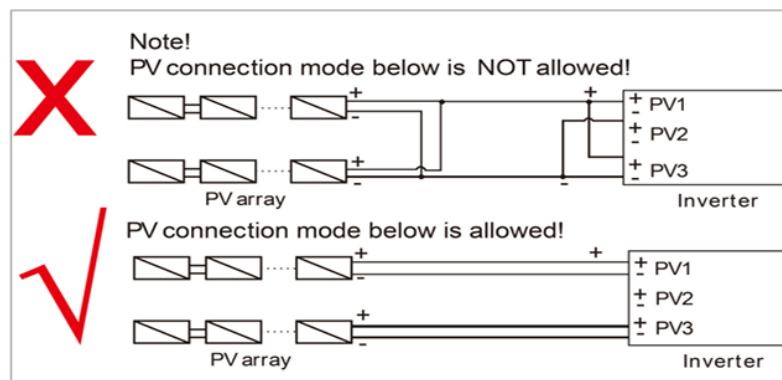 Note!
PV connection mode below is NOT allowed!
+ +
- + PV1
-
+ PV2
-
+ + PV3
- - -
PV array Inverter
PV connection mode below is allowed!
+ +
- + PV1
-
+ PV2
-
+ + PV3
- -
PV array Inverter